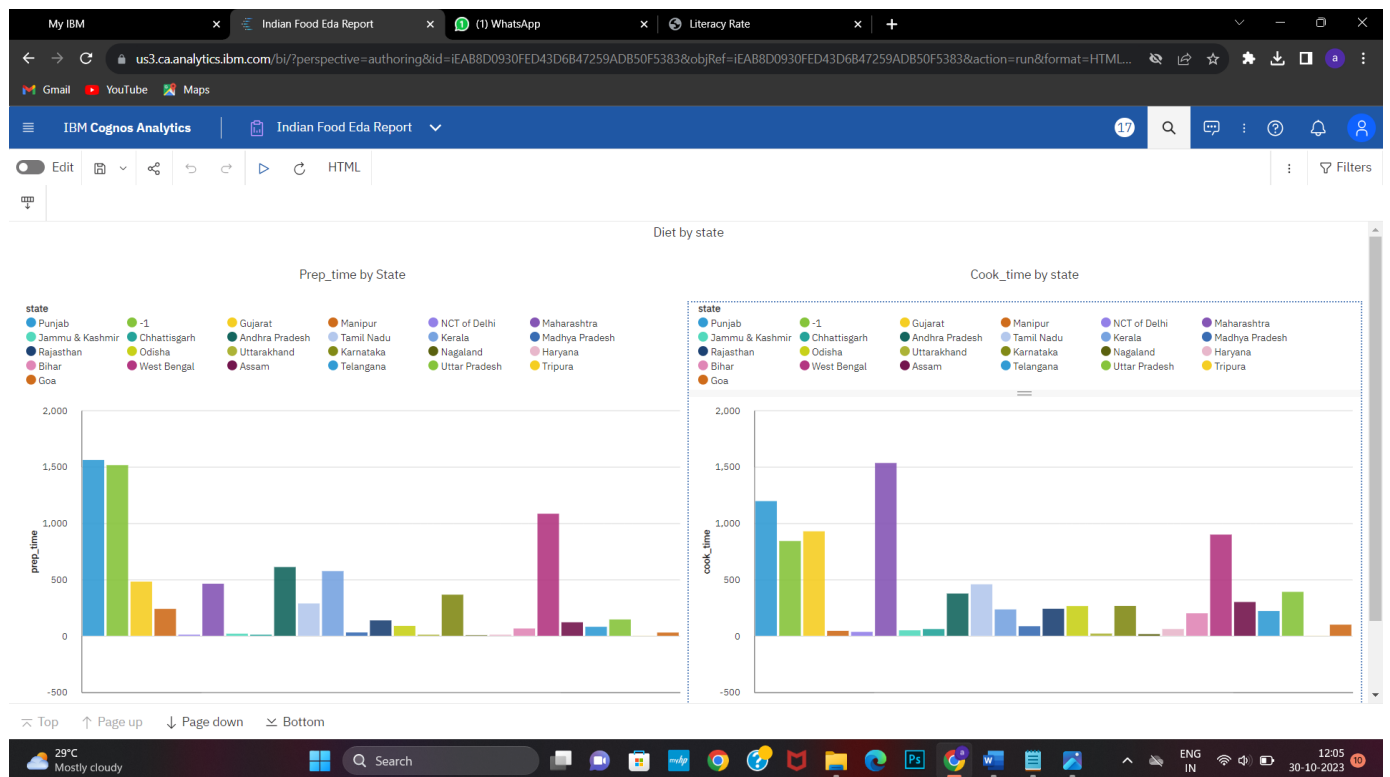 My IBM
Indian Food Eda Report
(1) WhatsApp
Literacy Rate
us3.ca.analytics.ibm.com/bi/?perspective=authoring&id=iEAB8D0930FED43D6B47259ADB50F5383&objRef=iEAB8D0930FED43D6B47259ADB50F5383&action=run&format=HTML...
a
Gmail YouTube Maps
IBM Cognos Analytics Indian Food Eda Report 17
Edit HTML Filters
Diet by state
Prep_time by State
state
Punjab -1 Gujarat Manipur NCT of Delhi Maharashtra
Jammu & Kashmir Chhattisgarh Andhra Pradesh Tamil Nadu Kerala Madhya Pradesh
Rajasthan Odisha Uttarakhand Karnataka Nagaland Haryana
Bihar West Bengal Assam Telangana Uttar Pradesh Tripura
Goa
2,000
1,500
1,000
500
0
-500
prep_time
Cook_time by state
state
Punjab -1 Gujarat Manipur NCT of Delhi Maharashtra
Jammu & Kashmir Chhattisgarh Andhra Pradesh Tamil Nadu Kerala Madhya Pradesh
Rajasthan Odisha Uttarakhand Karnataka Nagaland Haryana
Bihar West Bengal Assam Telangana Uttar Pradesh Tripura
Goa
2,000
1,500
1,000
500
0
-500
cook_time
Top Page up Page down Bottom
29°C
Mostly cloudy
Search
myhp
Ps
a
W
ENG
IN
12:05
30-10-2023
10